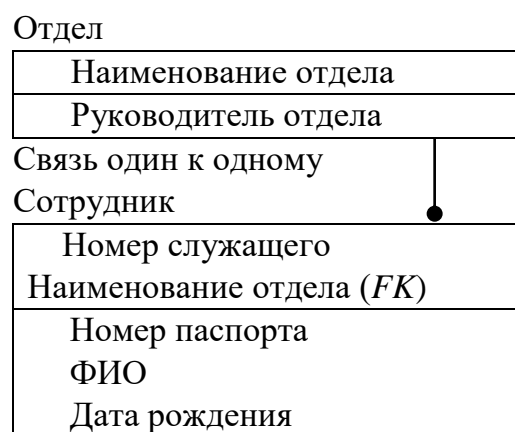 Отдел
Наименование отдела
Руководитель отдела
Связь один к одному
Сотрудник
Номер служащего
Наименование отдела (FK)
Номер паспорта
ФИО
Дата рождения